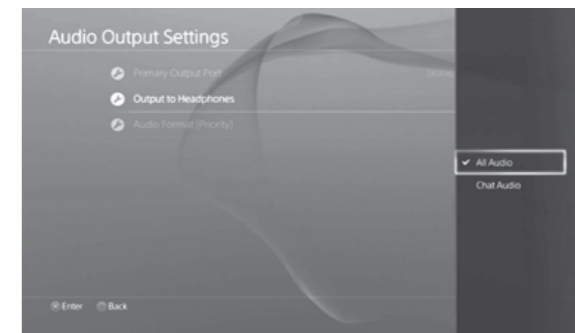 Audio Output Settings
Primary Output Port
Output to Headphones
Audio Format (Priority)
All Audio
Chat Audio
Enter Back